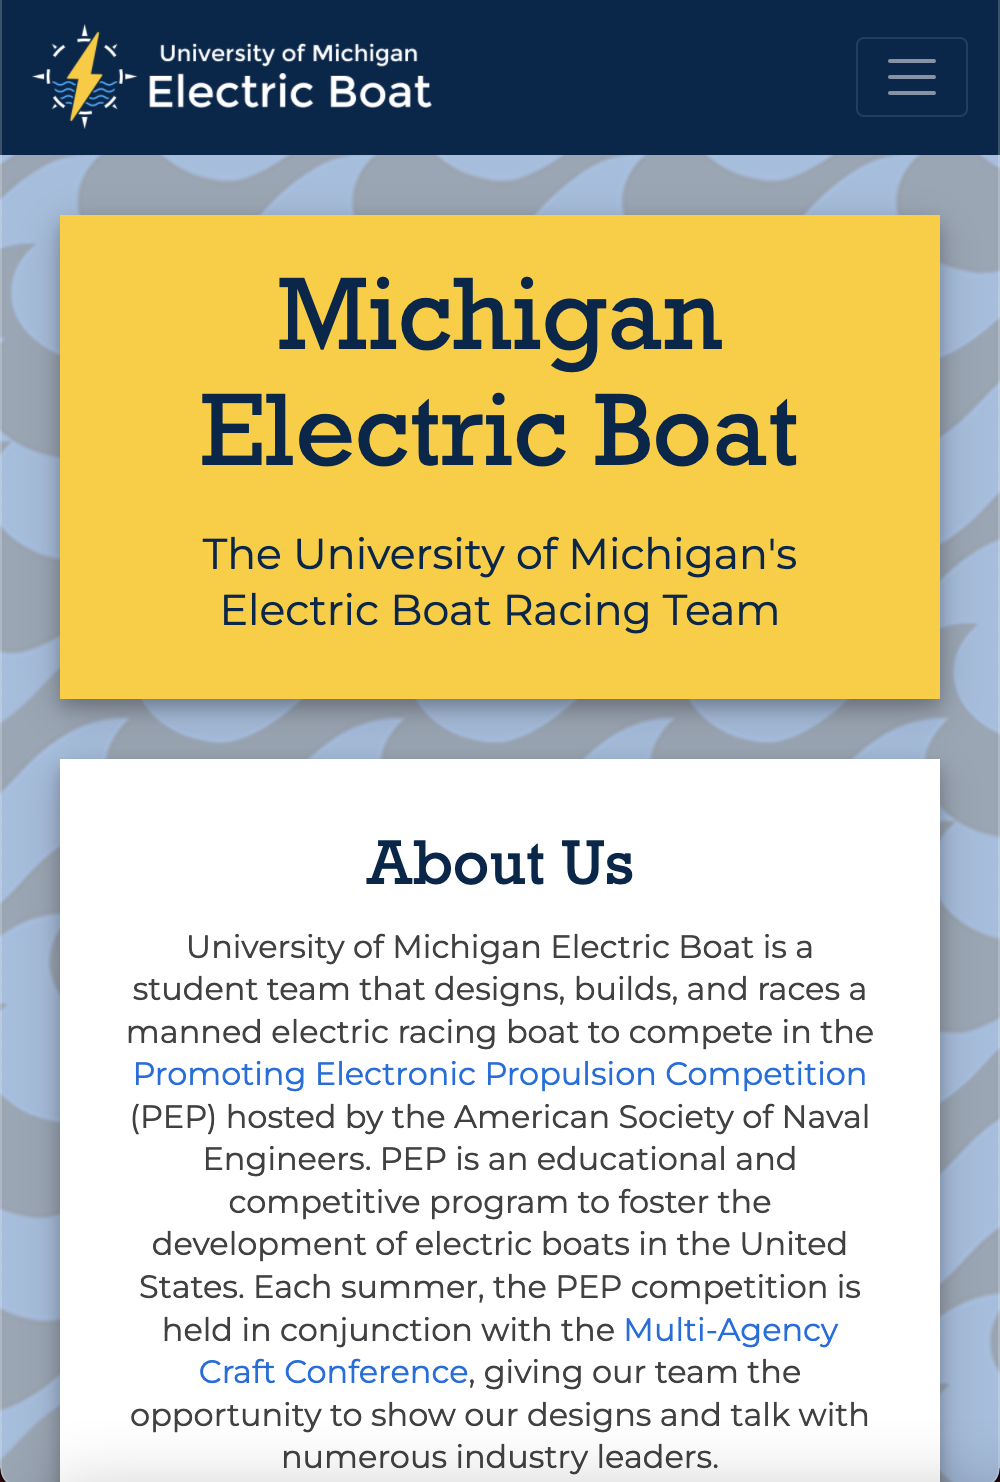 University of Michigan
Electric Boat
Michigan
Electric Boat
The University of Michigan's
Electric Boat Racing Team
About Us
University of Michigan Electric Boat is a
student team that designs, builds, and races a
manned electric racing boat to compete in the
Promoting Electronic Propulsion Competition
(PEP) hosted by the American Society of Naval
Engineers. PEP is an educational and
competitive program to foster the
development of electric boats in the United
States. Each summer, the PEP competition is
held in conjunction with the Multi-Agency
Craft Conference, giving our team the
opportunity to show our designs and talk with
numerous industry leaders.